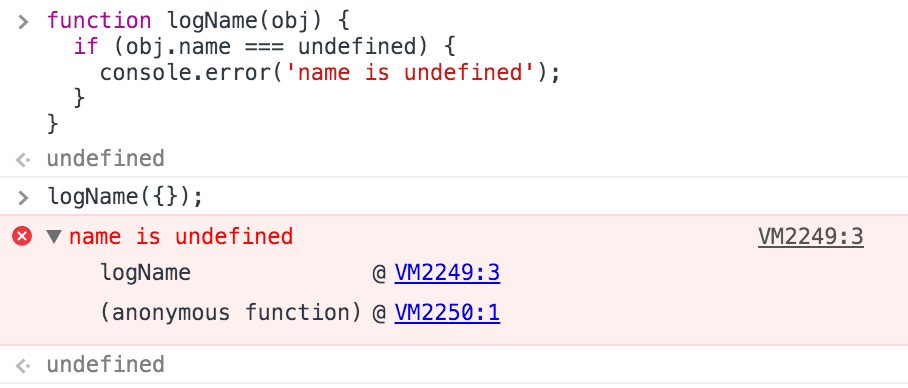 function logName(obj) {
  if (obj.name === undefined) {
    console.error('name is undefined');
  }
}
undefined
logName({});
name is undefined VM2249:3
logName @ VM2249:3
(anonymous function) @ VM2250:1
undefined